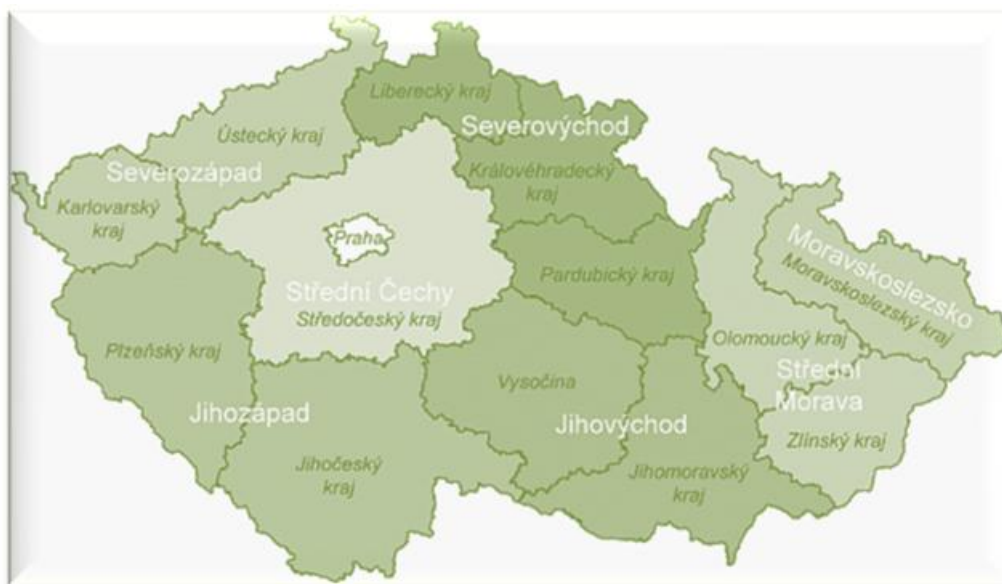 Liberecký kraj
Severovýchod
Ústecký kraj
Severozápad
Královéhradecký
kraj
Karlovarský
kraj
Praha
Moravskoslezsko
Moravskoslezský kraj
Pardubický kraj
Střední Čechy
Středočeský kraj
Olomoucký kraj
Plzeňský kraj
Střední
Morava
Vysočina
Jihozápad
Jihovýchod
Zlínský kraj
Jihočeský
kraj
Jihomoravský
kraj